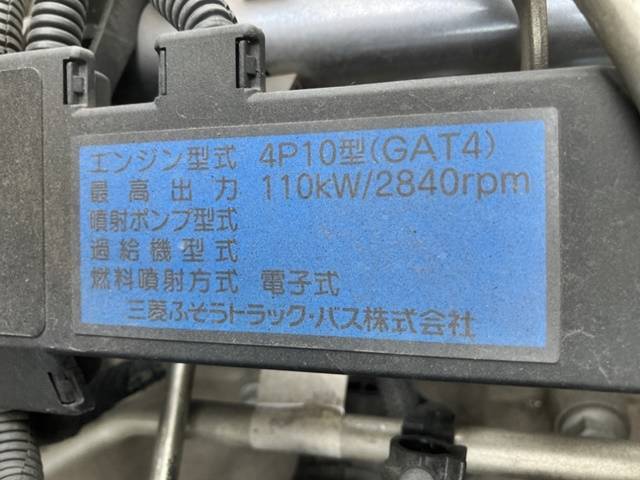 エンジン型式 4P10型(GAT4)
最高出力 110kW/2840rpm
噴射ポンプ型式
過給機型式
燃料噴射方式 電子式
三菱ふそうトラック・バス株式会社